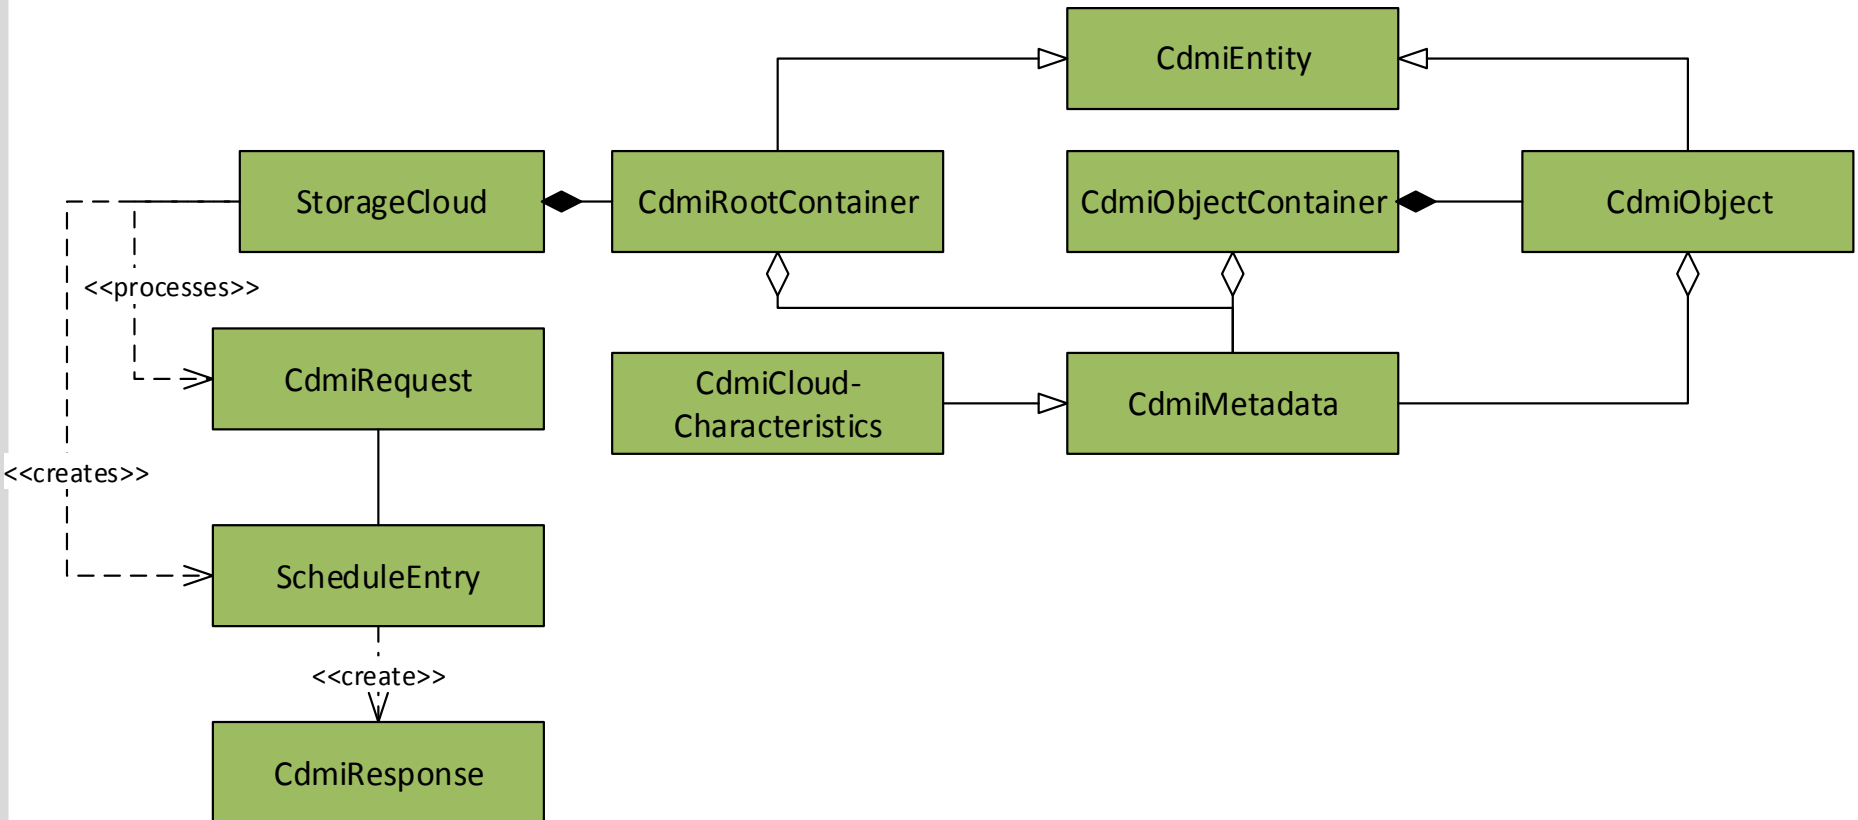 CdmiEntity
StorageCloud
CdmiRootContainer
CdmiObjectContainer
CdmiObject
<<processes>>
CdmiRequest
CdmiCloud-
Characteristics
CdmiMetadata
<<creates>>
ScheduleEntry
<<create>>
CdmiResponse